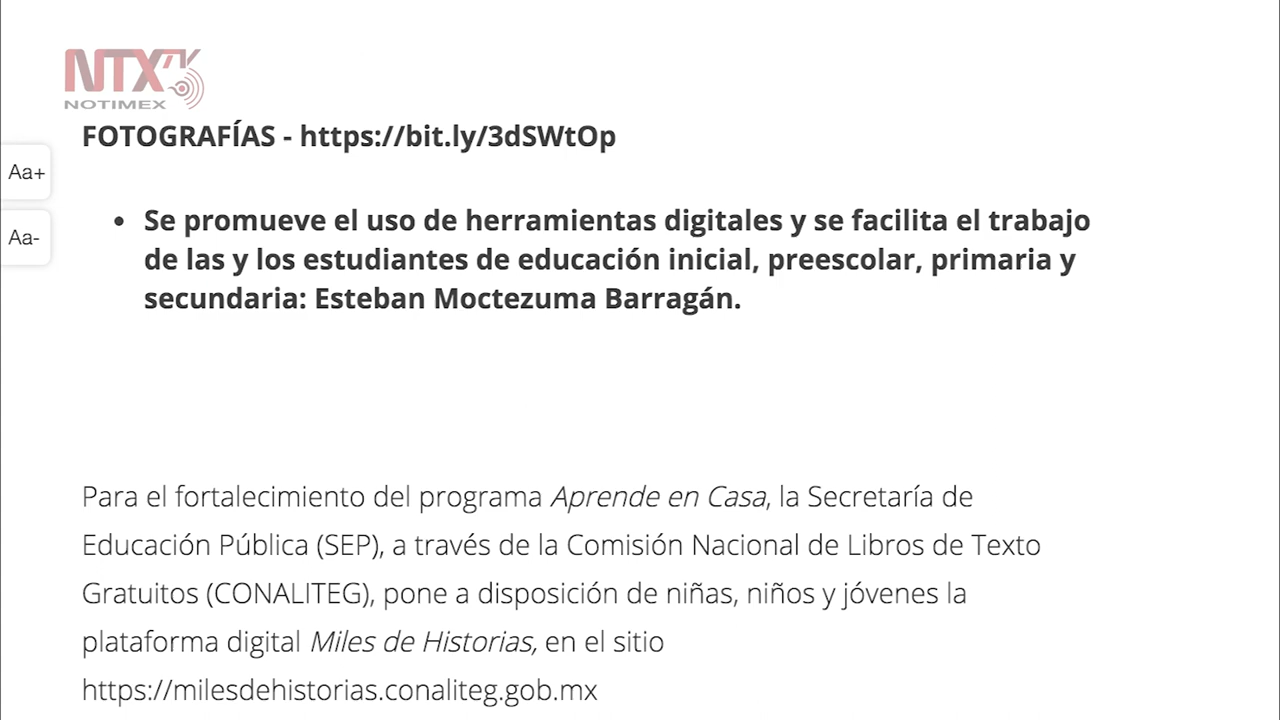 NTX
NOTIMEX
FOTOGRAFÍAS - https://bit.ly/3dSWtOp
Aa+
Aa-
• Se promueve el uso de herramientas digitales y se facilita el trabajo
de las y los estudiantes de educación inicial, preescolar, primaria y
secundaria: Esteban Moctezuma Barragán.
Para el fortalecimiento del programa Aprende en Casa, la Secretaría de
Educación Pública (SEP), a través de la Comisión Nacional de Libros de Texto
Gratuitos (CONALITEG), pone a disposición de niñas, niños y jóvenes la
plataforma digital Miles de Historias, en el sitio
https://milesdehistorias.conaliteg.gob.mx